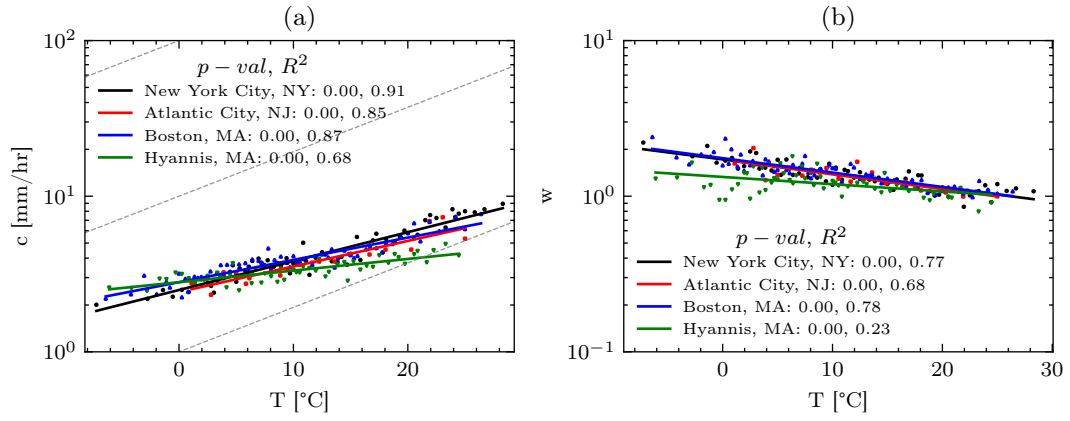 (a)
10²
10¹
10⁰
c [mm/hr]
p − val, R²
New York City, NY: 0.00, 0.91
Atlantic City, NJ: 0.00, 0.85
Boston, MA: 0.00, 0.87
Hyannis, MA: 0.00, 0.68
0
10
20
T [°C]
(b)
10¹
10⁰
10⁻¹
w
p − val, R²
New York City, NY: 0.00, 0.77
Atlantic City, NJ: 0.00, 0.68
Boston, MA: 0.00, 0.78
Hyannis, MA: 0.00, 0.23
0
10
20
30
T [°C]